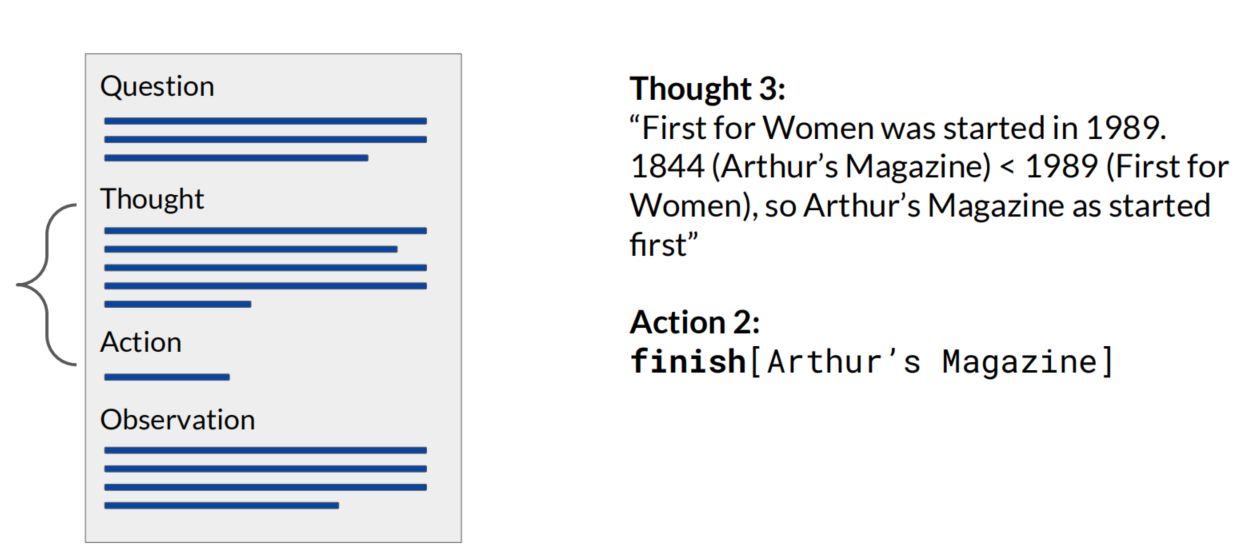 Question
Thought
Action
Observation
Thought 3:
“First for Women was started in 1989.
1844 (Arthur’s Magazine) < 1989 (First for
Women), so Arthur’s Magazine as started
first”
Action 2:
finish[Arthur’s Magazine]